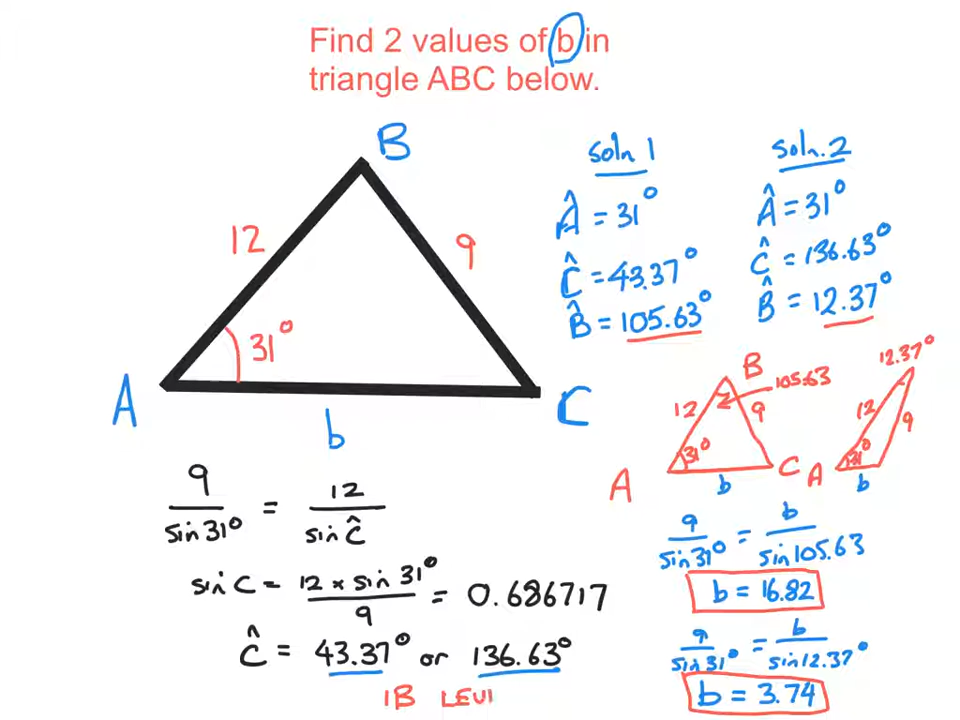 Find 2 values of b in
triangle ABC below.
B
12
9
31°
A
C
b
9/sin 31° = 12/sin Ĉ
sin C = 12 × sin 31°/9 = 0.686717
Ĉ = 43.37° or 136.63°
IB LEVI
soln 1
Â = 31°
Ĉ = 43.37°
B̂ = 105.63°
soln. 2
Â = 31°
Ĉ = 136.63°
B̂ = 12.37°
B
105.63
12
9
31°
A
C
b
12.37°
12
9
31°
A
b
9/sin 31° = b/sin 105.63
b = 16.82
9/sin 31° = b/sin 12.37°
b = 3.74